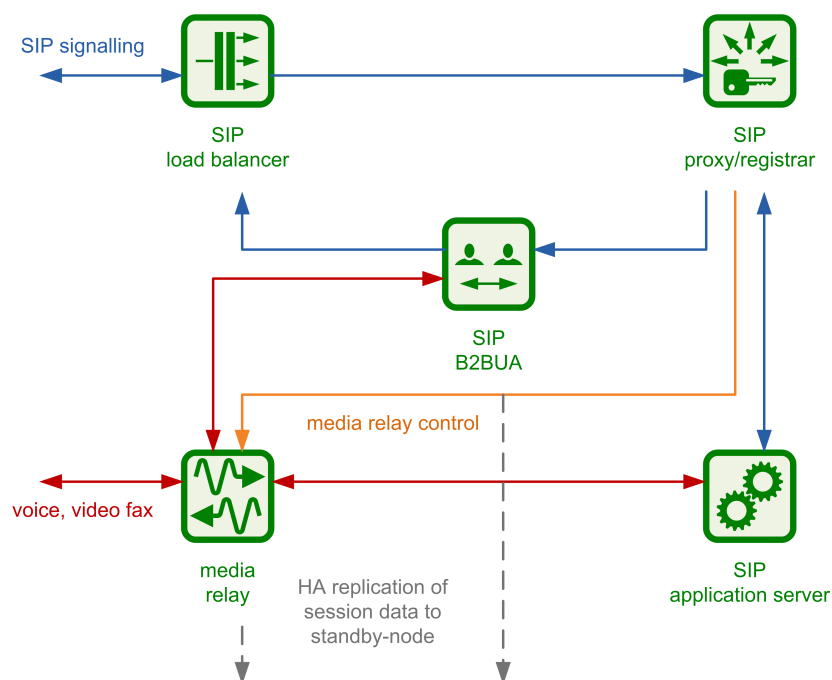 SIP signalling
SIP
load balancer
SIP
proxy/registrar
SIP
B2BUA
media relay control
voice, video fax
media
relay
HA replication of
session data to
standby-node
SIP
application server